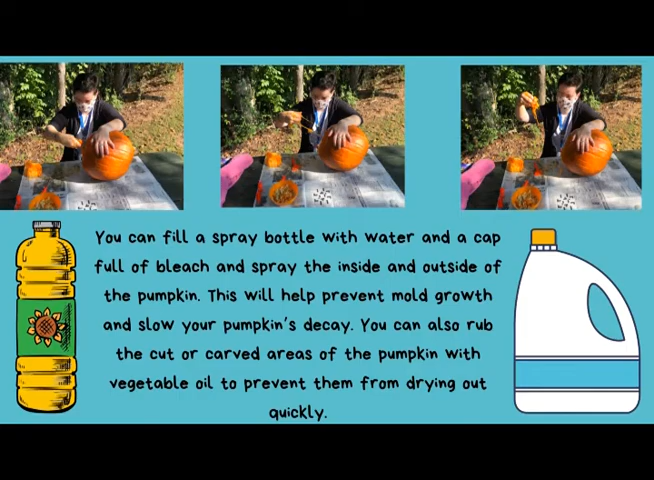 You can fill a spray bottle with water and a cap
full of bleach and spray the inside and outside of
the pumpkin. This will help prevent mold growth
and slow your pumpkin's decay. You can also rub
the cut or carved areas of the pumpkin with
vegetable oil to prevent them from drying out
quickly.